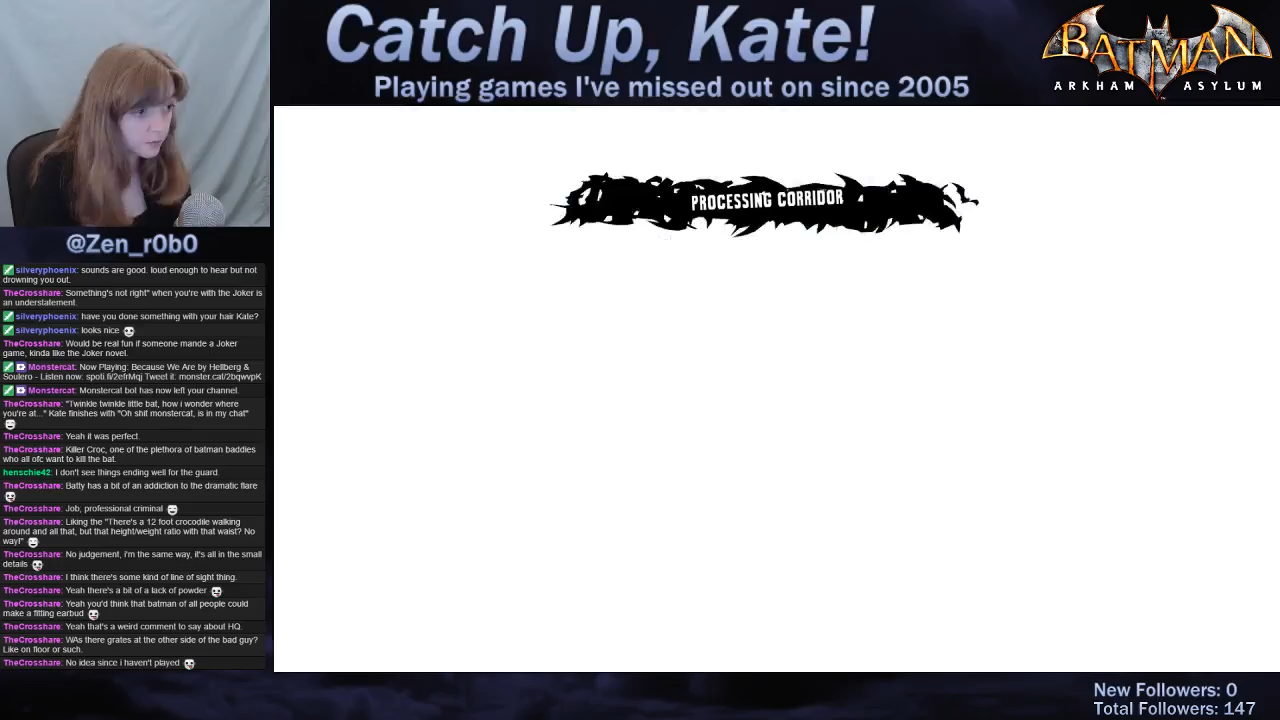 Catch Up, Kate!
Playing games I've missed out on since 2005
BATMAN
ARKHAM ASYLUM
PROCESSING CORRIDOR
@Zen_r0b0
silveryphoenix: sounds are good. loud enough to hear but not
drowning you out.
TheCrosshare: Something's not right" when you're with the Joker is
an understatement.
silveryphoenix: have you done something with your hair Kate?
silveryphoenix: looks nice
TheCrosshare: Would be real fun if someone mande a Joker
game, kinda like the Joker novel.
Monstercat: Now Playing: Because We Are by Hellberg &
Soulero - Listen now: spoti.fi/2efrMqj Tweet it: monster.cat/2bqwvpK
Monstercat: Monstercat bot has now left your channel.
TheCrosshare: "Twinkle twinkle little bat, how i wonder where
you're at..." Kate finishes with "Oh shit monstercat, is in my chat"
TheCrosshare: Yeah it was perfect.
TheCrosshare: Killer Croc, one of the plethora of batman baddies
who all ofc want to kill the bat.
henschie42: I don't see things ending well for the guard.
TheCrosshare: Batty has a bit of an addiction to the dramatic flare
TheCrosshare: Job; professional criminal
TheCrosshare: Liking the "There's a 12 foot crocodile walking
around and all that, but that height/weight ratio with that waist? No
way!"
TheCrosshare: No judgement, i'm the same way, it's all in the small
details
TheCrosshare: I think there's some kind of line of sight thing.
TheCrosshare: Yeah there's a bit of a lack of powder
TheCrosshare: Yeah you'd think that batman of all people could
make a fitting earbud
TheCrosshare: Yeah that's a weird comment to say about HQ.
TheCrosshare: WAs there grates at the other side of the bad guy?
Like on floor or such.
TheCrosshare: No idea since i haven't played
New Followers: 0
Total Followers: 147